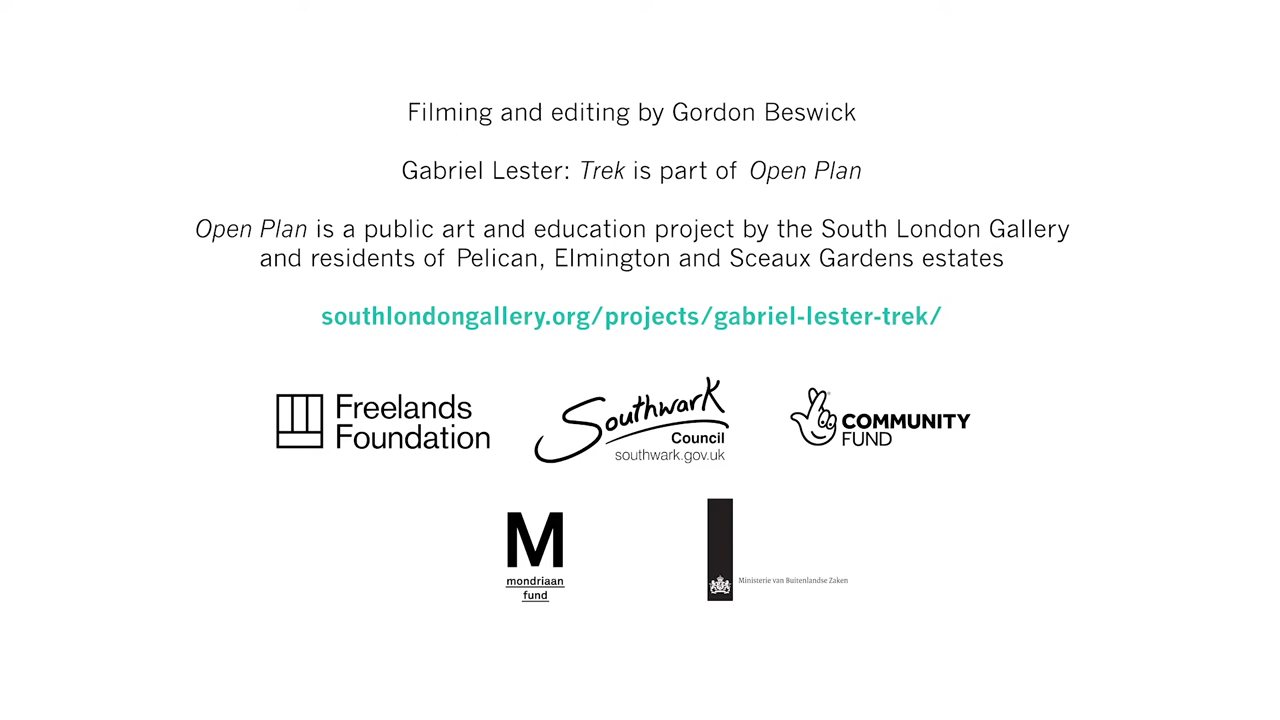 Filming and editing by Gordon Beswick
Gabriel Lester: Trek is part of Open Plan
Open Plan is a public art and education project by the South London Gallery
and residents of Pelican, Elmington and Sceaux Gardens estates
southlondongallery.org/projects/gabriel-lester-trek/
Freelands
Foundation
Southwark
Council
southwark.gov.uk
COMMUNITY
FUND
M
mondriaan
fund
Ministerie van Buitenlandse Zaken